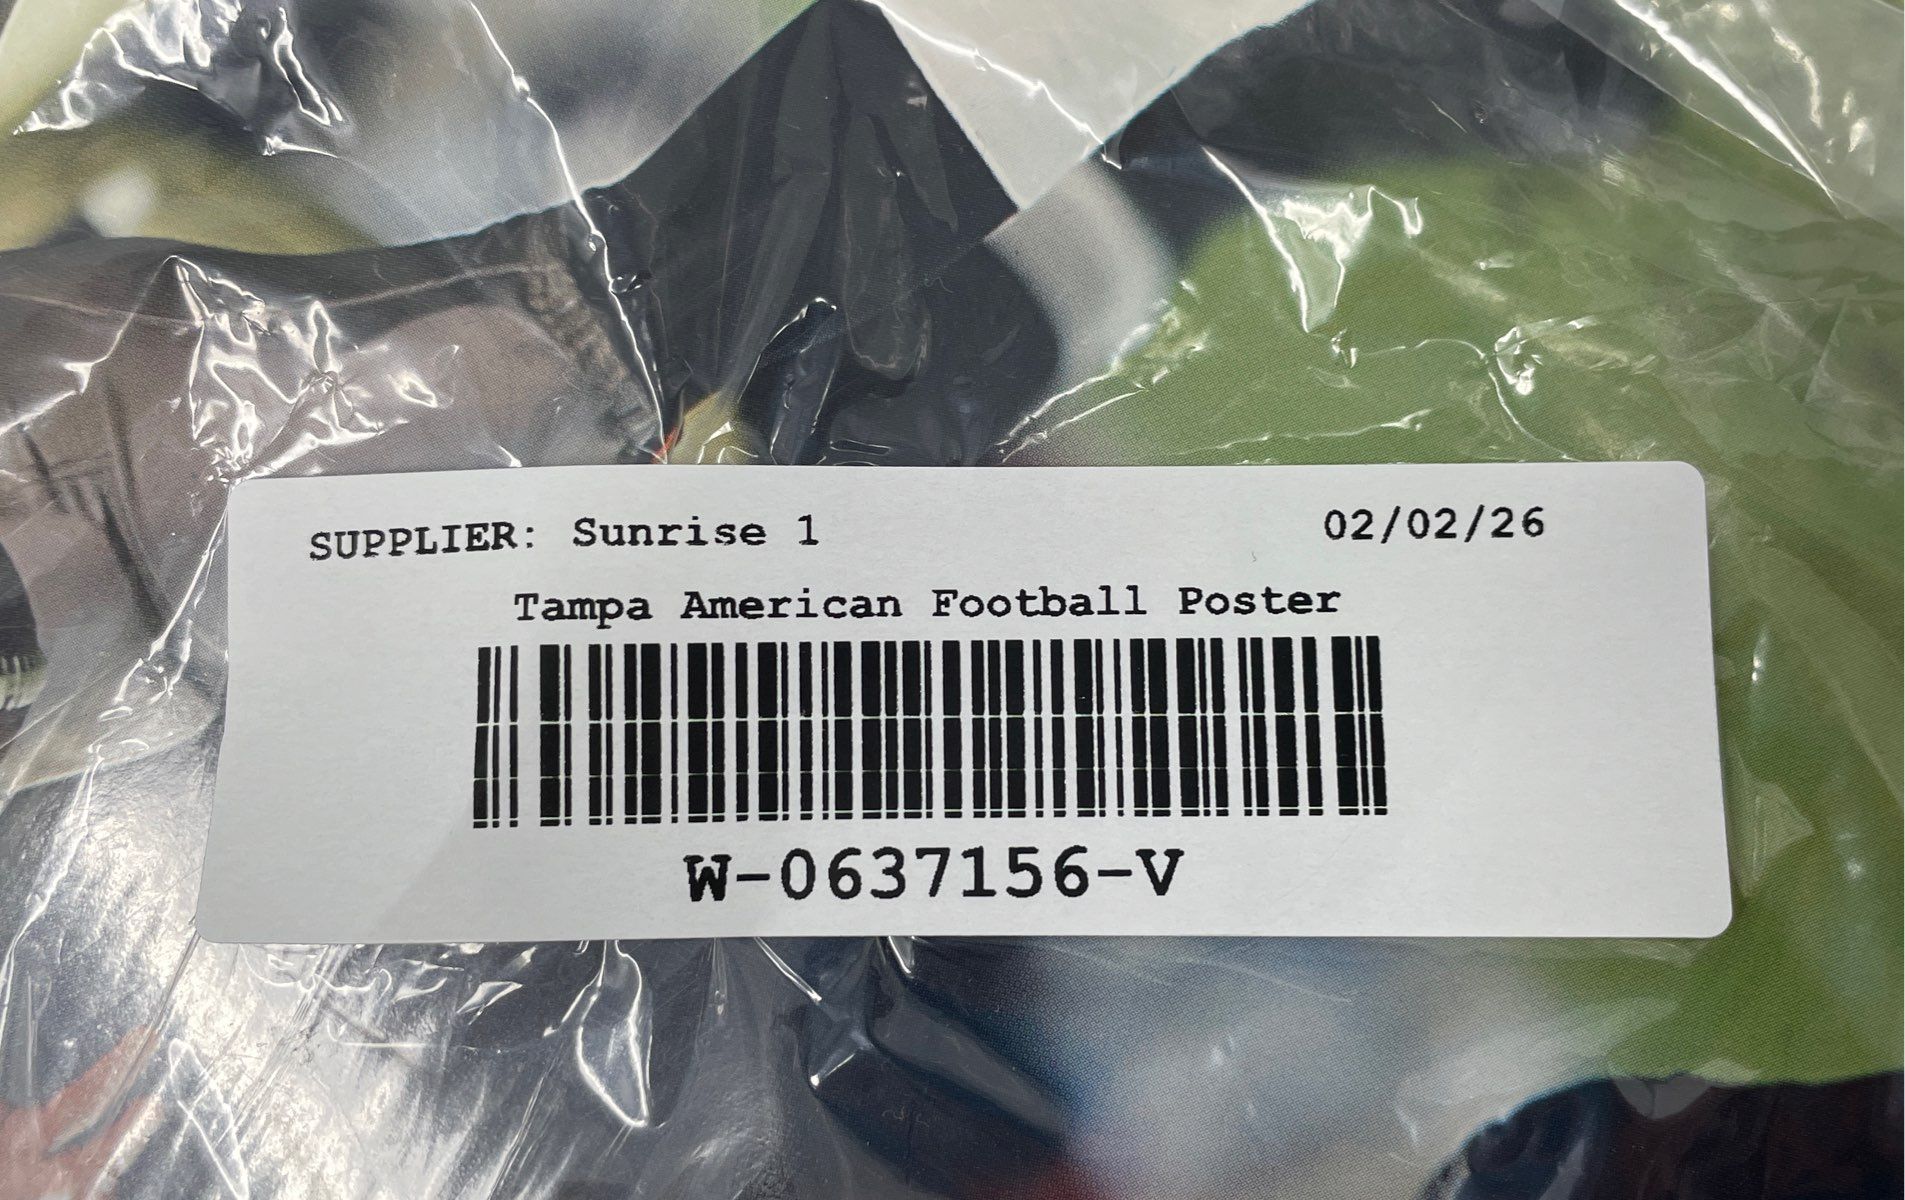 SUPPLIER: Sunrise 1 02/02/26
Tampa American Football Poster
W-0637156-V